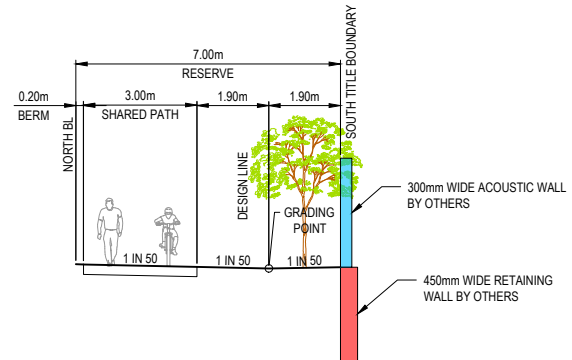 7.00m
RESERVE
0.20m
BERM
3.00m
SHARED PATH
1.90m
1.90m
SOUTH TITLE BOUNDARY
NORTH BL
DESIGN LINE
GRADING
POINT
1 IN 50
1 IN 50
1 IN 50
300mm WIDE ACOUSTIC WALL
BY OTHERS
450mm WIDE RETAINING
WALL BY OTHERS